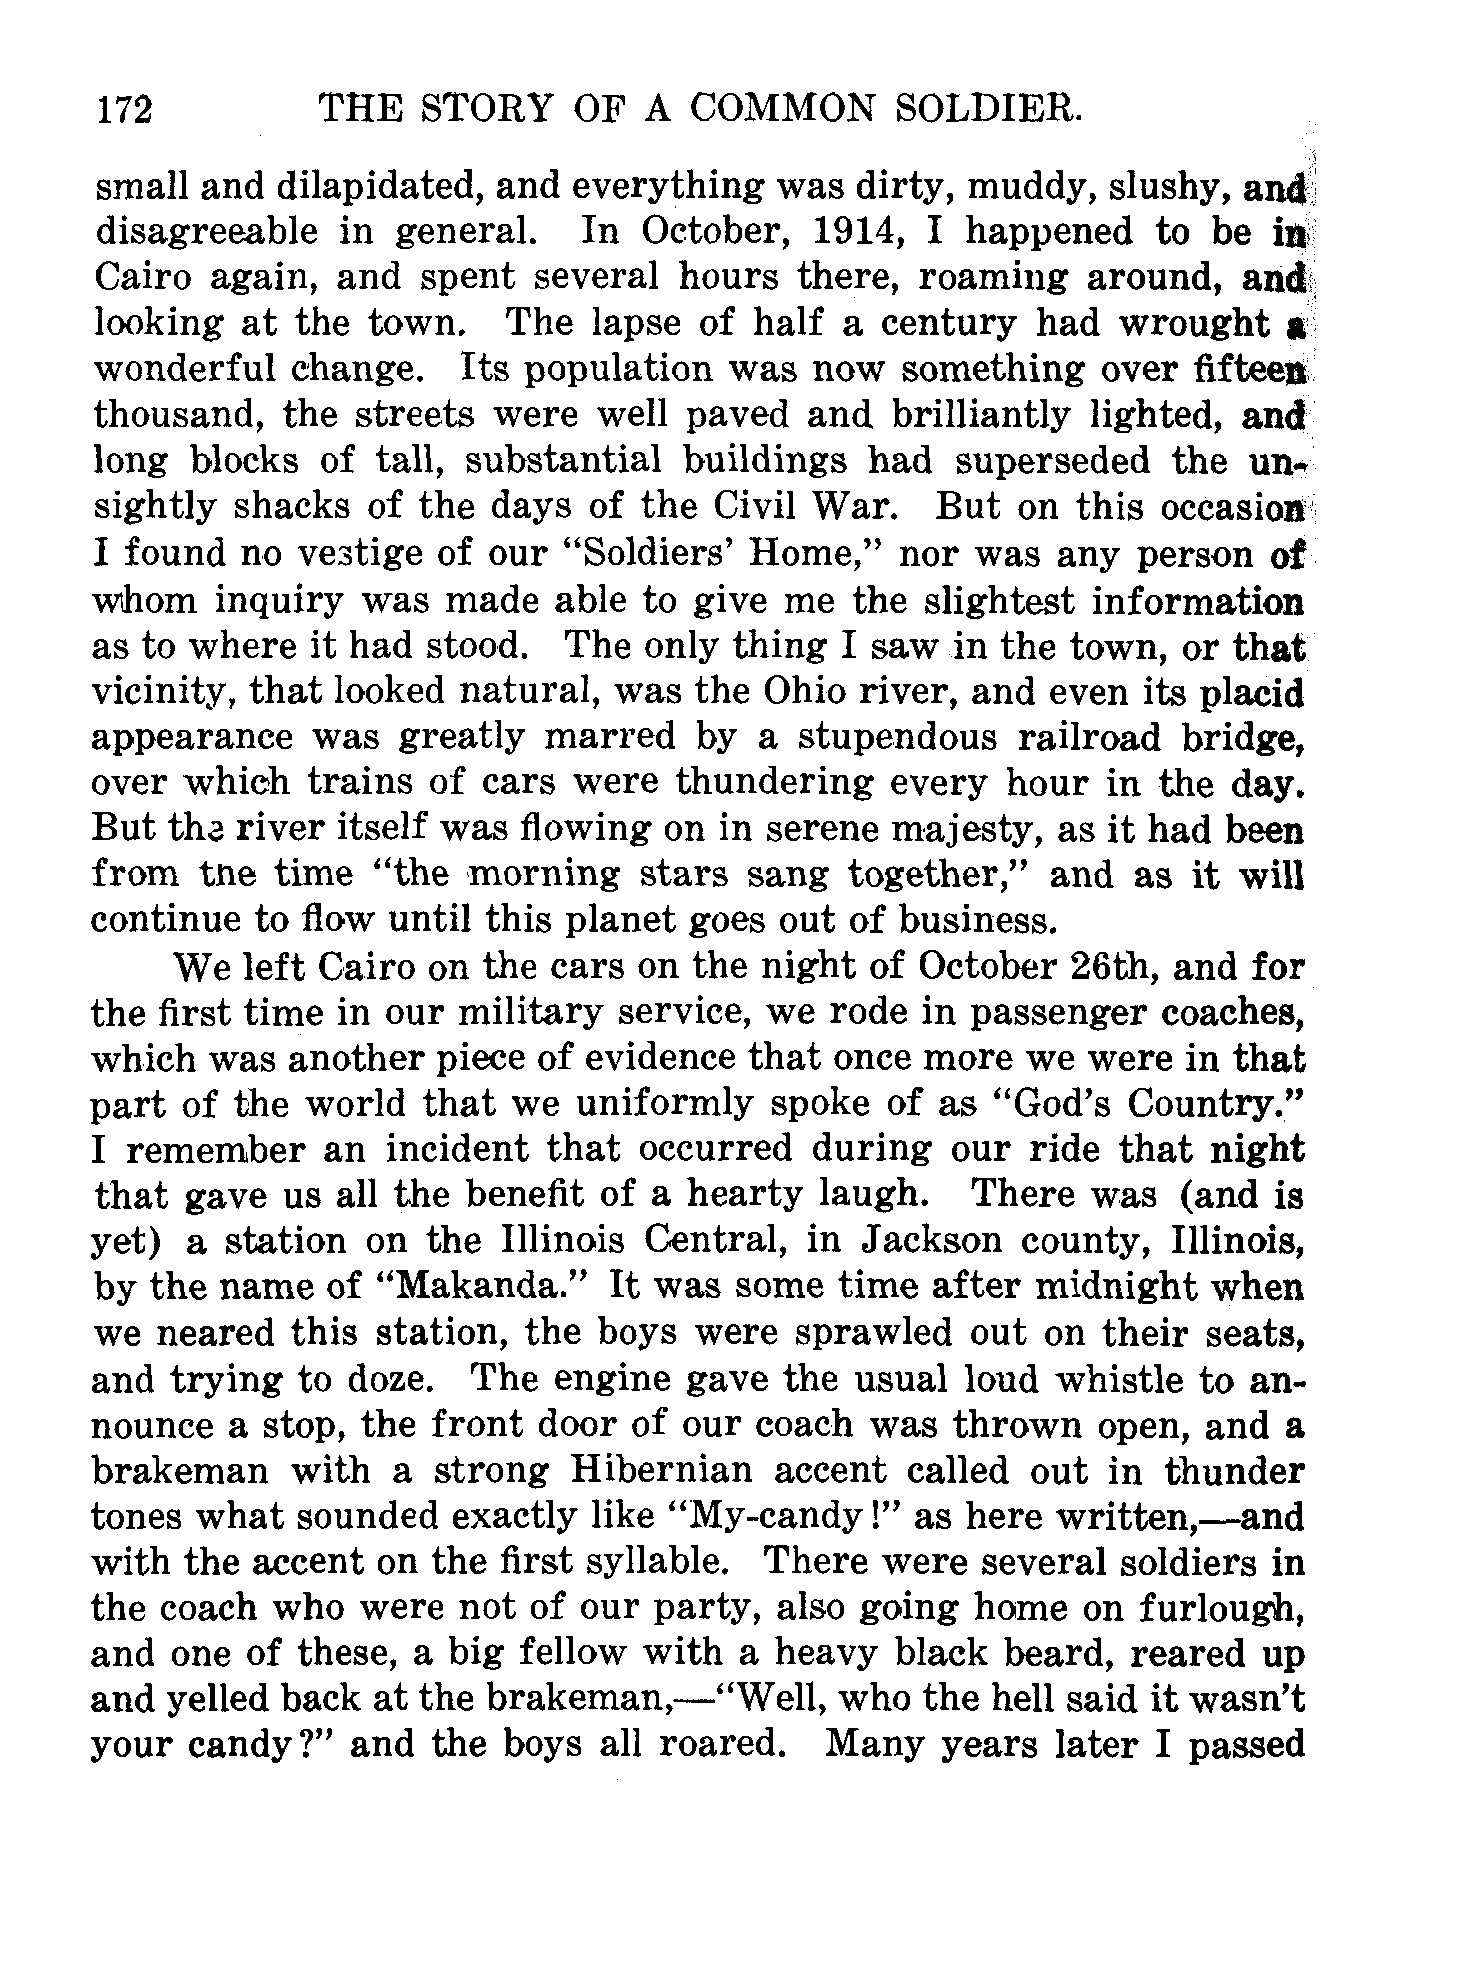 172 THE STORY OF A COMMON SOLDIER.
small and dilapidated, and everything was dirty, muddy, slushy, and
disagreeable in general. In October, 1914, I happened to be in
Cairo again, and spent several hours there, roaming around, and
looking at the town. The lapse of half a century had wrought a
wonderful change. Its population was now something over fifteen
thousand, the streets were well paved and brilliantly lighted, and
long blocks of tall, substantial buildings had superseded the un-
sightly shacks of the days of the Civil War. But on this occasion
I found no vestige of our “Soldiers’ Home,” nor was any person of
whom inquiry was made able to give me the slightest information
as to where it had stood. The only thing I saw in the town, or that
vicinity, that looked natural, was the Ohio river, and even its placid
appearance was greatly marred by a stupendous railroad bridge,
over which trains of cars were thundering every hour in the day.
But the river itself was flowing on in serene majesty, as it had been
from the time “the morning stars sang together,” and as it will
continue to flow until this planet goes out of business.
We left Cairo on the cars on the night of October 26th, and for
the first time in our military service, we rode in passenger coaches,
which was another piece of evidence that once more we were in that
part of the world that we uniformly spoke of as “God’s Country.”
I remember an incident that occurred during our ride that night
that gave us all the benefit of a hearty laugh. There was (and is
yet) a station on the Illinois Central, in Jackson county, Illinois,
by the name of “Makanda.” It was some time after midnight when
we neared this station, the boys were sprawled out on their seats,
and trying to doze. The engine gave the usual loud whistle to an-
nounce a stop, the front door of our coach was thrown open, and a
brakeman with a strong Hibernian accent called out in thunder
tones what sounded exactly like “My-candy!” as here written,—and
with the accent on the first syllable. There were several soldiers in
the coach who were not of our party, also going home on furlough,
and one of these, a big fellow with a heavy black beard, reared up
and yelled back at the brakeman,—“Well, who the hell said it wasn’t
your candy?” and the boys all roared. Many years later I passed